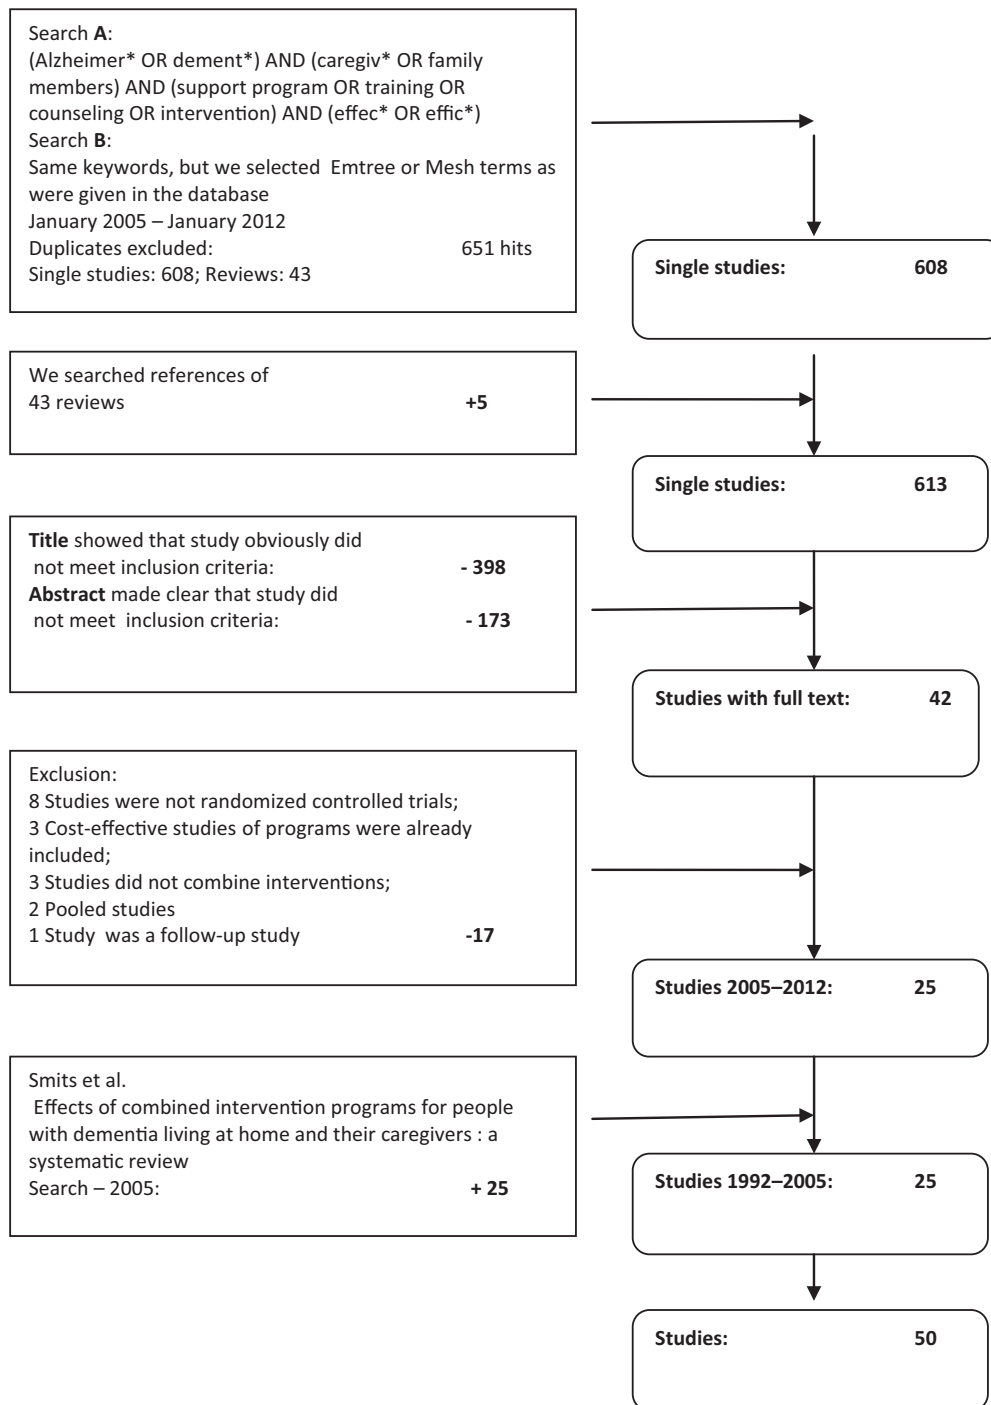 Search A:
(Alzheimer* OR dement*) AND (caregiv* OR family
members) AND (support program OR training OR
counseling OR intervention) AND (effec* OR effic*)
Search B:
Same keywords, but we selected Emtree or Mesh terms as
were given in the database
January 2005 – January 2012
Duplicates excluded: 651 hits
Single studies: 608; Reviews: 43
Single studies: 608
We searched references of
43 reviews +5
Single studies: 613
Title showed that study obviously did
not meet inclusion criteria: - 398
Abstract made clear that study did
not meet inclusion criteria: - 173
Studies with full text: 42
Exclusion:
8 Studies were not randomized controlled trials;
3 Cost-effective studies of programs were already
included;
3 Studies did not combine interventions;
2 Pooled studies
1 Study was a follow-up study -17
Studies 2005–2012: 25
Smits et al.
Effects of combined intervention programs for people
with dementia living at home and their caregivers : a
systematic review
Search – 2005: + 25
Studies 1992–2005: 25
Studies: 50